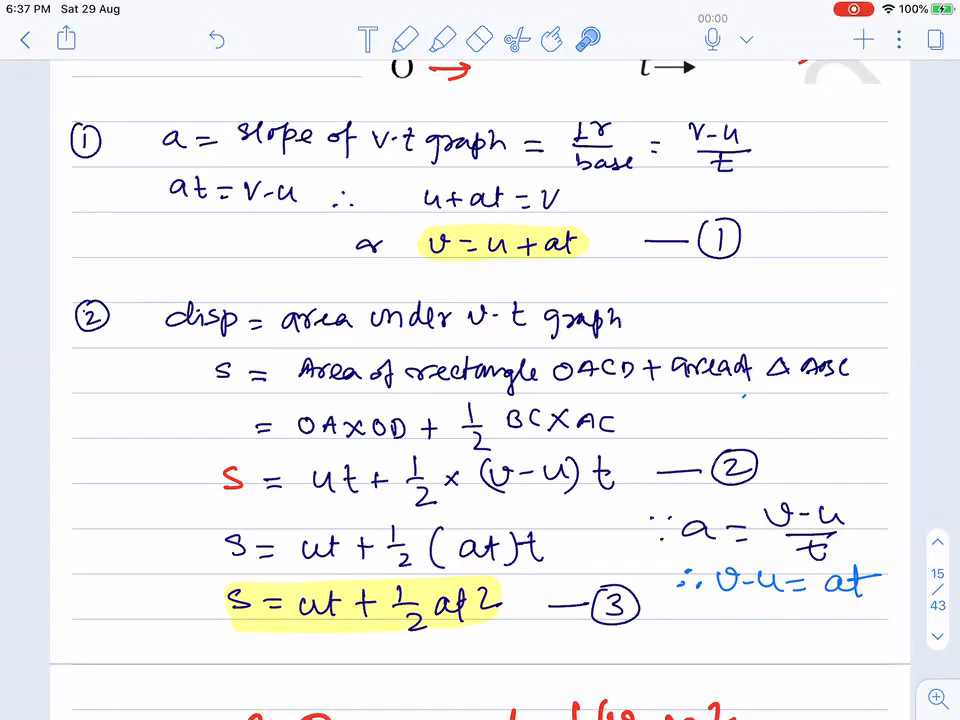 6:37 PM Sat 29 Aug 100%
00:00
O t
① a = slope of v-t graph = ⊥r/base = v-u/t
at = v-u ∴ u+at = v
or v = u + at — ①
② disp = area under v-t graph
s = Area of rectangle OACD + area of Δ ABC
= OA×OD + 1/2 BC×AC
s = ut + 1/2 × (v-u) t — ②
s = ut + 1/2 (at)t ∵ a = v-u/t
∴ v-u = at
s = ut + 1/2 at2 — ③
15
/
43